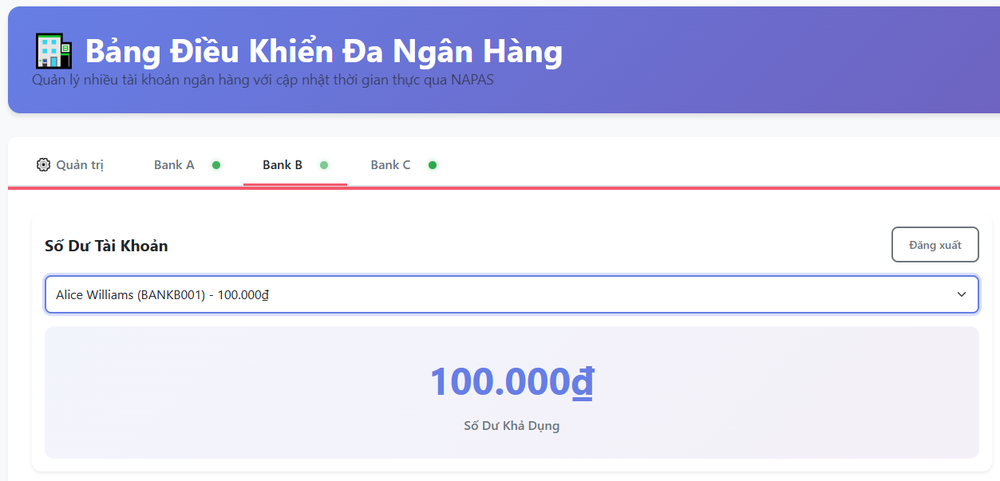 Bảng Điều Khiển Đa Ngân Hàng
Quản lý nhiều tài khoản ngân hàng với cập nhật thời gian thực qua NAPAS
Quản trị Bank A Bank B Bank C
Số Dư Tài Khoản Đăng xuất
Alice Williams (BANKB001) - 100.000₫
100.000₫
Số Dư Khả Dụng